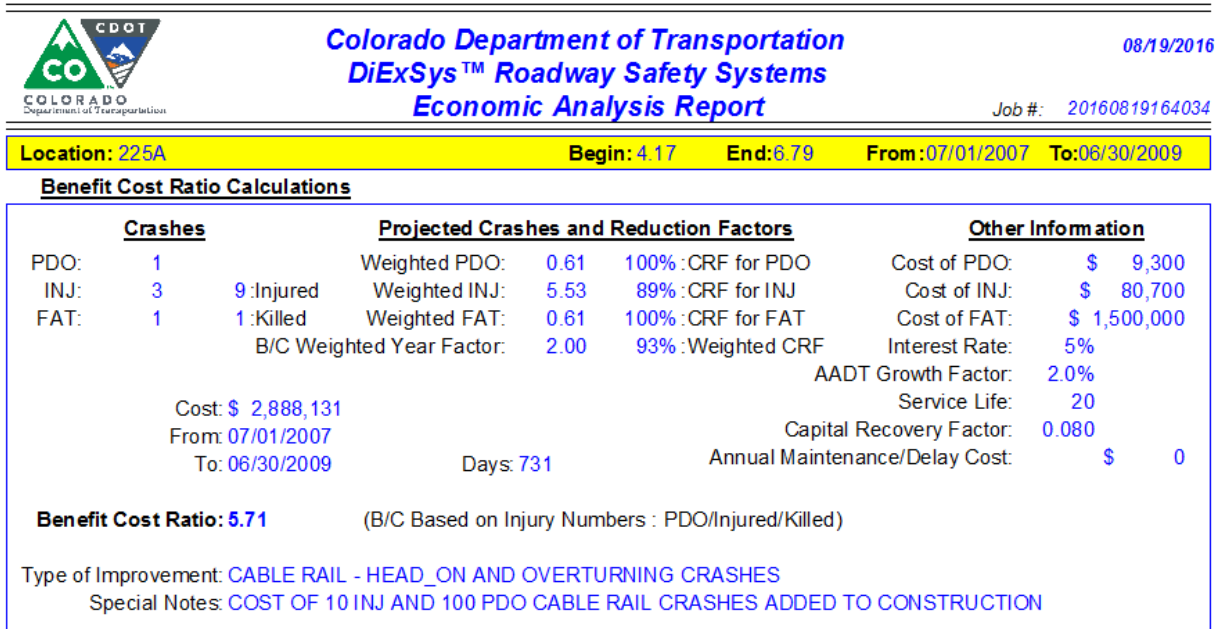 CDOT
CO
COLORADO
Department of Transportation
Colorado Department of Transportation
DiExSys™ Roadway Safety Systems
Economic Analysis Report
08/19/2016
Job #: 20160819164034
Location: 225A Begin: 4.17 End:6.79 From:07/01/2007 To:06/30/2009
Benefit Cost Ratio Calculations
Crashes Projected Crashes and Reduction Factors Other Information
PDO: 1 Weighted PDO: 0.61 100% :CRF for PDO Cost of PDO: $ 9,300
INJ: 3 9 :Injured Weighted INJ: 5.53 89% :CRF for INJ Cost of INJ: $ 80,700
FAT: 1 1 :Killed Weighted FAT: 0.61 100% :CRF for FAT Cost of FAT: $ 1,500,000
B/C Weighted Year Factor: 2.00 93% :Weighted CRF Interest Rate: 5%
AADT Growth Factor: 2.0%
Cost: $ 2,888,131 Service Life: 20
From: 07/01/2007 Capital Recovery Factor: 0.080
To: 06/30/2009 Days: 731 Annual Maintenance/Delay Cost: $ 0
Benefit Cost Ratio: 5.71 (B/C Based on Injury Numbers : PDO/Injured/Killed)
Type of Improvement: CABLE RAIL - HEAD_ON AND OVERTURNING CRASHES
Special Notes: COST OF 10 INJ AND 100 PDO CABLE RAIL CRASHES ADDED TO CONSTRUCTION